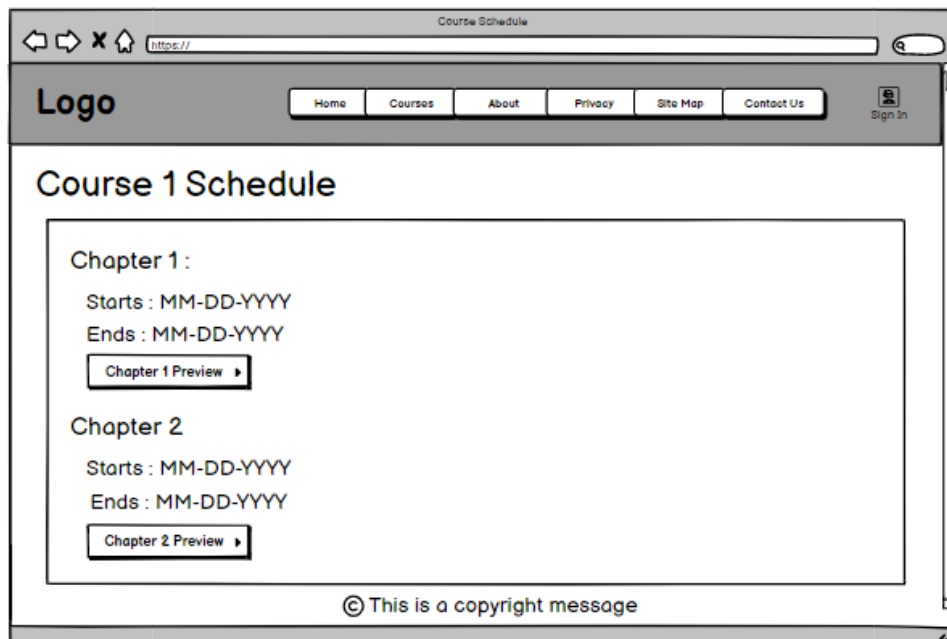 Course Schedule
https://
Logo
Home Courses About Privacy Site Map Contact Us
Sign In
Course 1 Schedule
Chapter 1 :
Starts : MM-DD-YYYY
Ends : MM-DD-YYYY
Chapter 1 Preview
Chapter 2
Starts : MM-DD-YYYY
Ends : MM-DD-YYYY
Chapter 2 Preview
© This is a copyright message